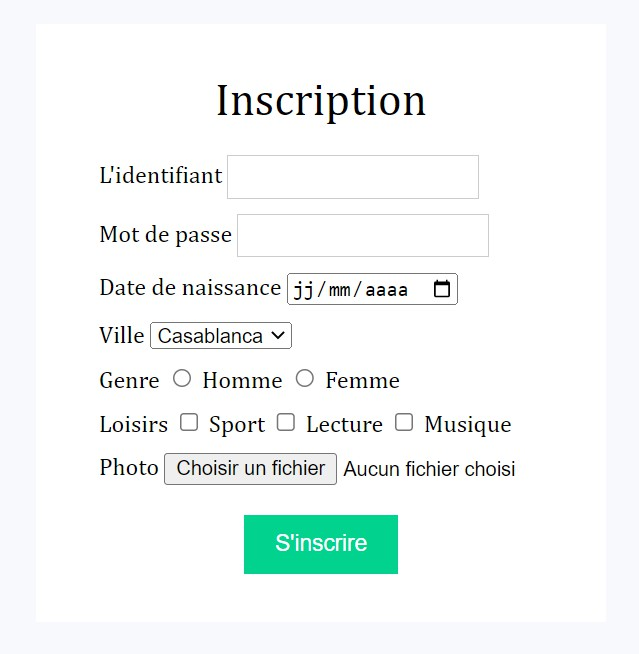 Inscription
L'identifiant
Mot de passe
Date de naissance jj/mm/aaaa
Ville Casablanca
Genre Homme Femme
Loisirs Sport Lecture Musique
Photo Choisir un fichier Aucun fichier choisi
S'inscrire